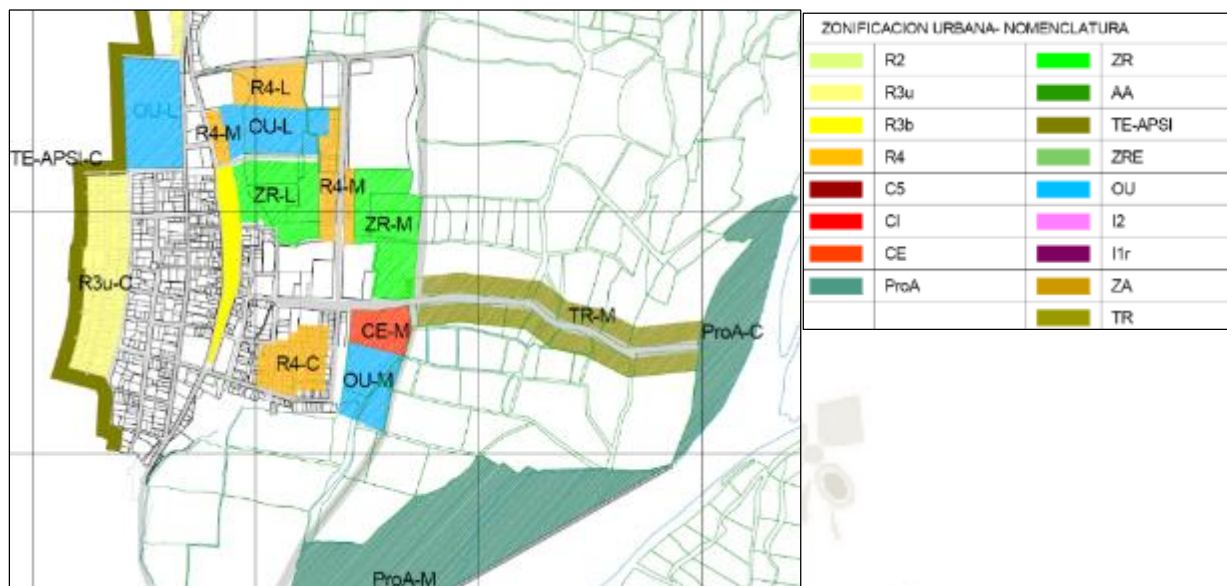 OU-L
R4-L
R4-M
OU-L
TE-APSI-C
R4-M
ZR-L
ZR-M
R3u-C
TR-M
CE-M
ProA-C
R4-C
OU-M
ProA-M
ZONIFICACION URBANA- NOMENCLATURA
R2 ZR
R3u AA
R3b TE-APSI
R4 ZRE
C5 OU
CI I2
CE I1r
ProA ZA
TR